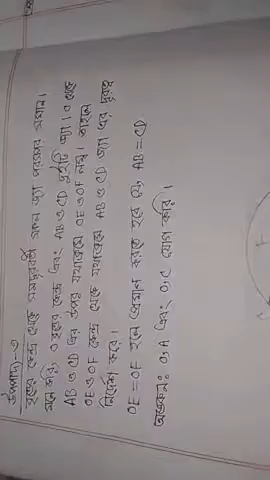 উপপাদ্য-৩
বৃত্তের কেন্দ্র থেকে সমদূরবর্তী সকল জ্যা পরস্পর সমান।
মনে করি, O বৃত্তের কেন্দ্র এবং AB ও CD দুইটি জ্যা। O থেকে
AB ও CD এর উপর যথাক্রমে OE ও OF লম্ব। তাহলে
OE ও OF কেন্দ্র থেকে যথাক্রমে AB ও CD জ্যা এর দূরত্ব
নির্দেশ করে।
OE = OF হলে প্রমাণ করতে হবে যে, AB = CD
অঙ্কন: O,A এবং O,C যোগ করি।